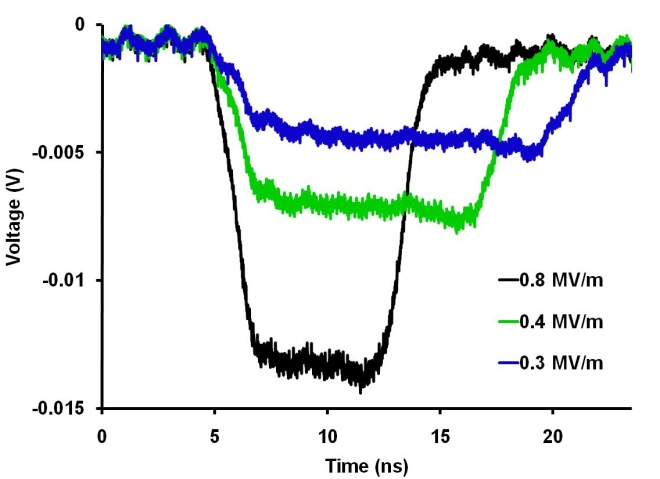 0
-0.005
-0.01
-0.015
Voltage (V)
0.8 MV/m
0.4 MV/m
0.3 MV/m
0 5 10 15 20
Time (ns)